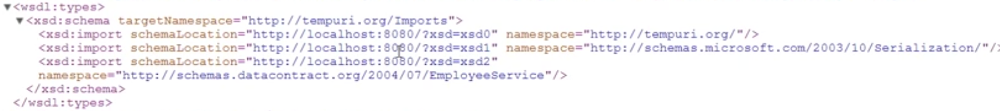 ▼<wsdl:types>
▼<xsd:schema targetNamespace="http://tempuri.org/Imports">
<xsd:import schemaLocation="http://localhost:8080/?xsd=xsd0" namespace="http://tempuri.org/"/>
<xsd:import schemaLocation="http://localhost:8080/?xsd=xsd1" namespace="http://schemas.microsoft.com/2003/10/Serialization/"/>
<xsd:import schemaLocation="http://localhost:8080/?xsd=xsd2"
namespace="http://schemas.datacontract.org/2004/07/EmployeeService"/>
</xsd:schema>
</wsdl:types>